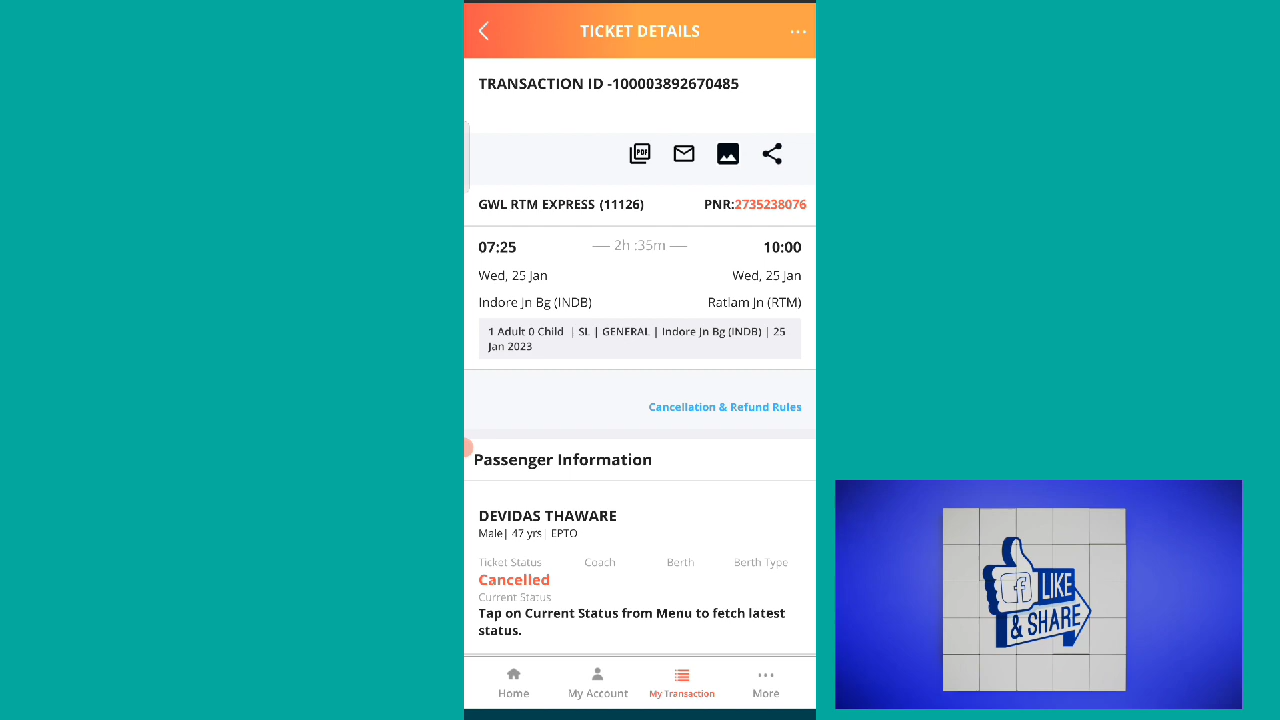 TICKET DETAILS
TRANSACTION ID -100003892670485
PDF
GWL RTM EXPRESS (11126) PNR:2735238076
07:25 2h :35m 10:00
Wed, 25 Jan Wed, 25 Jan
Indore Jn Bg (INDB) Ratlam Jn (RTM)
1 Adult 0 Child | SL | GENERAL | Indore Jn Bg (INDB) | 25
Jan 2023
Cancellation & Refund Rules
Passenger Information
DEVIDAS THAWARE
Male| 47 yrs| EPTO
Ticket Status Coach Berth Berth Type
Cancelled
Current Status
Tap on Current Status from Menu to fetch latest
status.
Home My Account My Transaction More
f LIKE
& SHARE